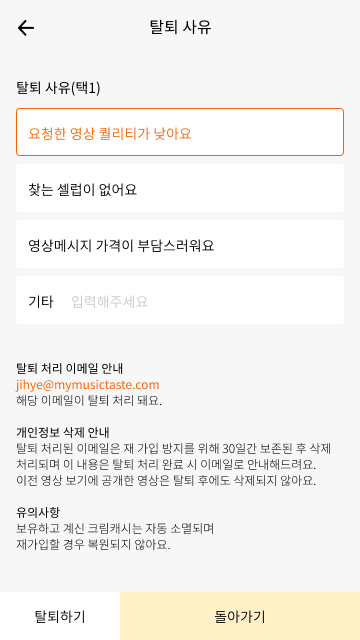 탈퇴 사유
탈퇴 사유(택1)
요청한 영상 퀄리티가 낮아요
찾는 셀럽이 없어요
영상메시지 가격이 부담스러워요
기타 입력해주세요
탈퇴 처리 이메일 안내
jihye@mymusictaste.com
해당 이메일이 탈퇴 처리 돼요.
개인정보 삭제 안내
탈퇴 처리된 이메일은 재 가입 방지를 위해 30일간 보존된 후 삭제
처리되며 이 내용은 탈퇴 처리 완료 시 이메일로 안내해드려요.
이전 영상 보기에 공개한 영상은 탈퇴 후에도 삭제되지 않아요.
유의사항
보유하고 계신 크림캐시는 자동 소멸되며
재가입할 경우 복원되지 않아요.
탈퇴하기 돌아가기